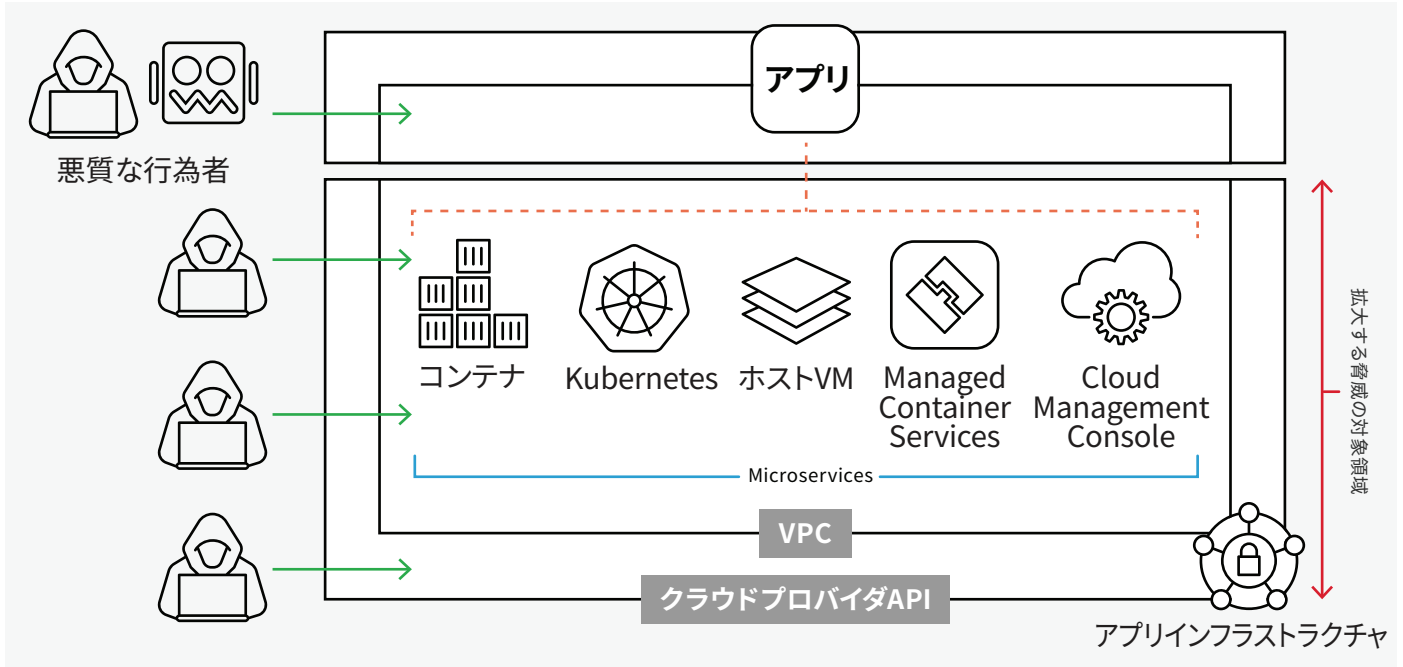 アプリ
悪質な行為者
コンテナ
Kubernetes
ホストVM
Managed
Container
Services
Cloud
Management
Console
Microservices
VPC
クラウドプロバイダAPI
拡大する脅威の対象領域
アプリインフラストラクチャ